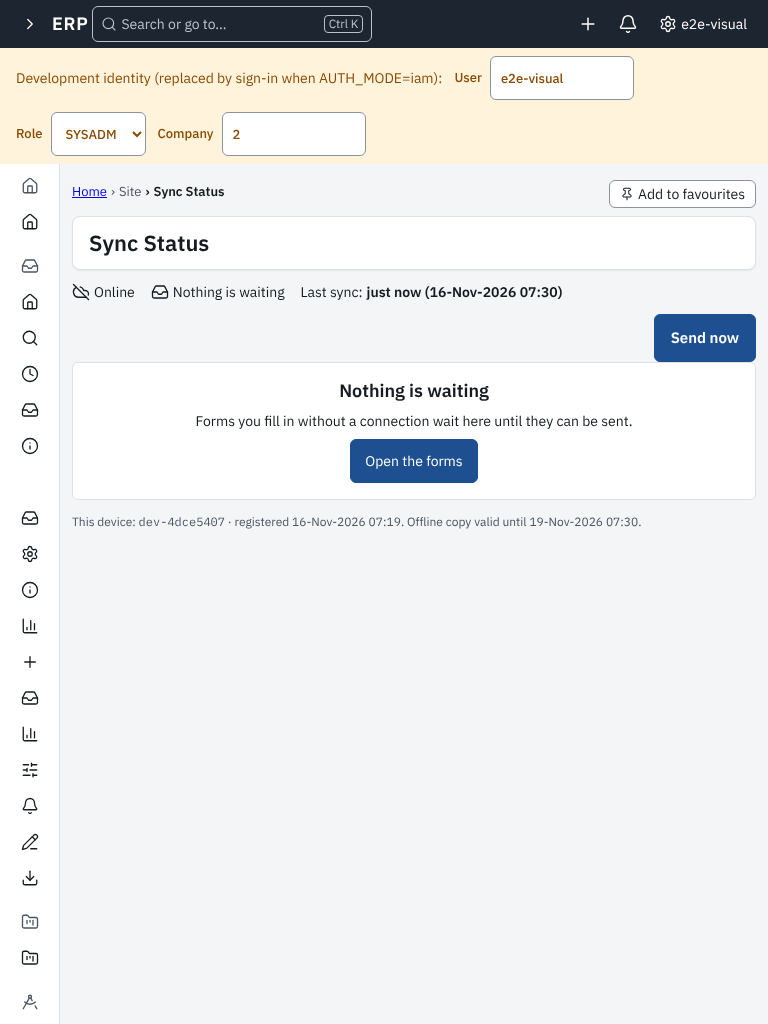 ERP
Search or go to...
Ctrl K
e2e-visual
Development identity (replaced by sign-in when AUTH_MODE=iam):
User
e2e-visual
Role
SYSADM
Company
2
Home › Site › Sync Status
Add to favourites
Sync Status
Online
Nothing is waiting
Last sync: just now (16-Nov-2026 07:30)
Send now
Nothing is waiting
Forms you fill in without a connection wait here until they can be sent.
Open the forms
This device: dev-4dce5407 · registered 16-Nov-2026 07:19. Offline copy valid until 19-Nov-2026 07:30.